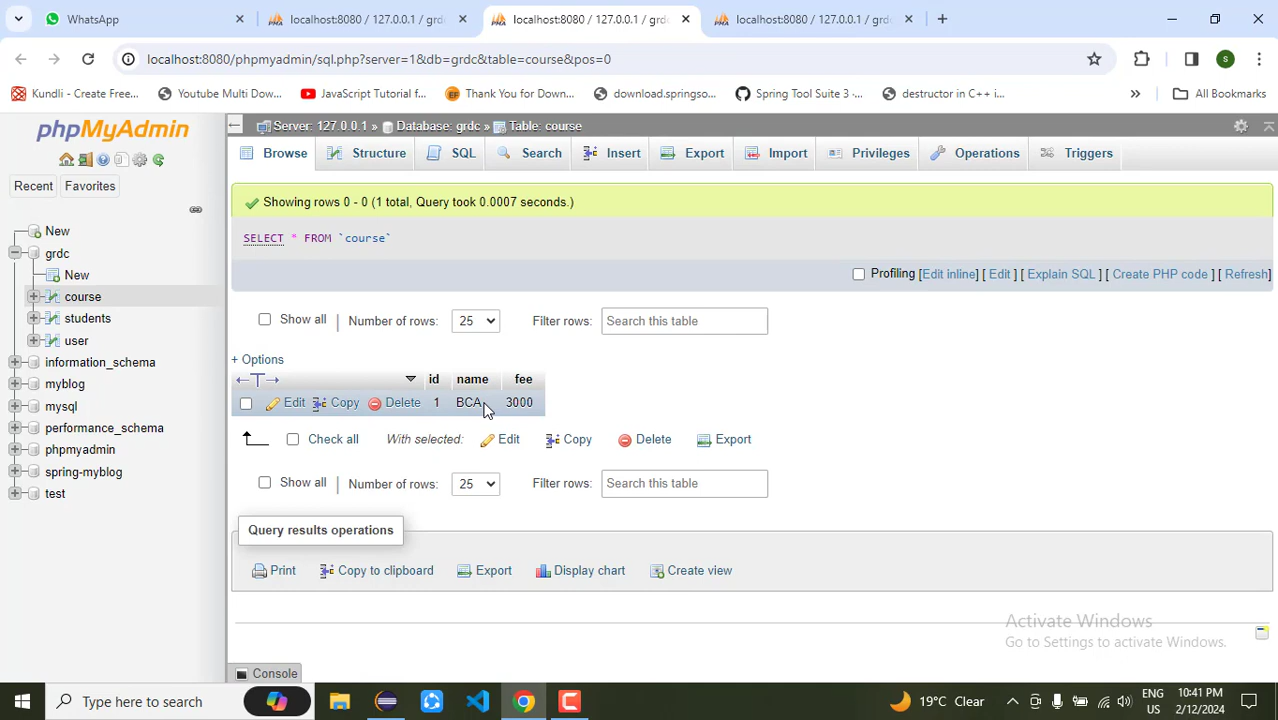 WhatsApp
localhost:8080 / 127.0.0.1 / grdc
localhost:8080 / 127.0.0.1 / grdc
localhost:8080 / 127.0.0.1 / grdc
localhost:8080/phpmyadmin/sql.php?server=1&db=grdc&table=course&pos=0
S
Kundli - Create Free...
Youtube Multi Dow...
JavaScript Tutorial f...
Thank You for Down...
download.springso...
Spring Tool Suite 3 –...
destructor in C++ i...
»
All Bookmarks
phpMyAdmin
Recent
Favorites
New
grdc
New
course
students
user
information_schema
myblog
mysql
performance_schema
phpmyadmin
spring-myblog
test
Server: 127.0.0.1 » Database: grdc » Table: course
Browse
Structure
SQL
Search
Insert
Export
Import
Privileges
Operations
Triggers
Showing rows 0 - 0 (1 total, Query took 0.0007 seconds.)
SELECT * FROM `course`
Profiling [Edit inline] [ Edit ] [ Explain SQL ] [ Create PHP code ] [ Refresh]
Show all | Number of rows: 25 Filter rows: Search this table
+ Options
id name fee
Edit Copy Delete 1 BCA 3000
Check all With selected: Edit Copy Delete Export
Show all | Number of rows: 25 Filter rows: Search this table
Query results operations
Print Copy to clipboard Export Display chart Create view
Activate Windows
Go to Settings to activate Windows.
Console
Type here to search
19°C Clear
ENG
US
10:41 PM
2/12/2024